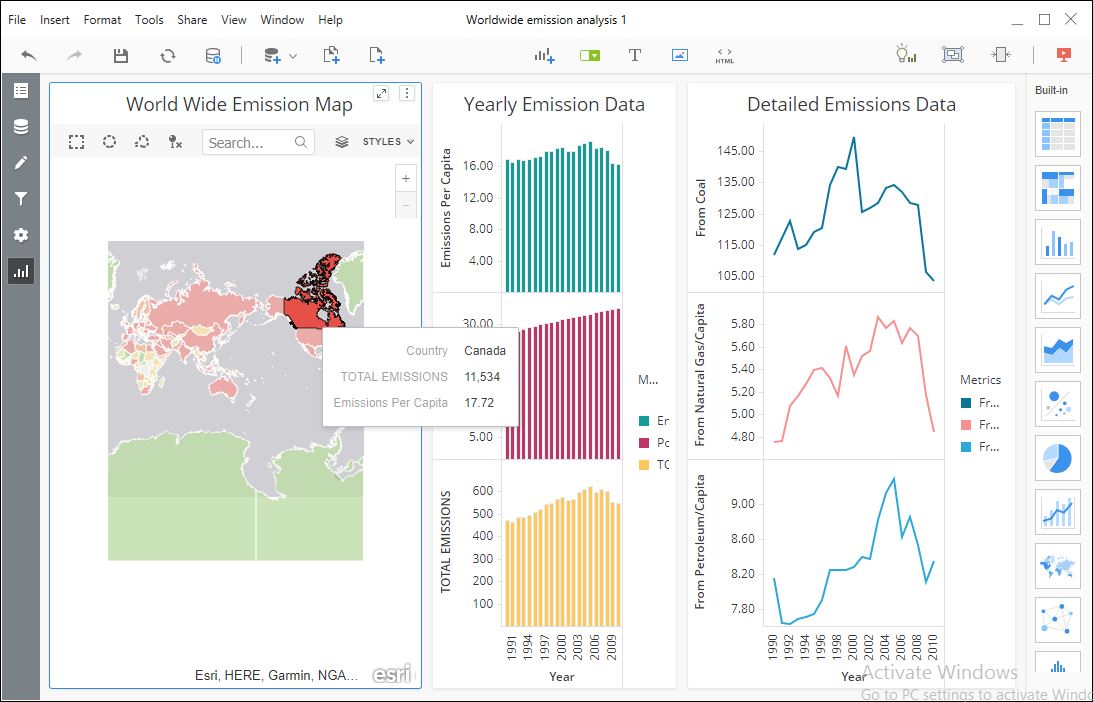 File Insert Format Tools Share View Window Help
Worldwide emission analysis 1
HTML
World Wide Emission Map
Search...
STYLES
+
−
Country Canada
TOTAL EMISSIONS 11,534
Emissions Per Capita 17.72
Esri, HERE, Garmin, NGA...
esri
Yearly Emission Data
Emissions Per Capita
16.00
12.00
8.00
4.00
30.00
5.00
TOTAL EMISSIONS
600
500
400
300
200
100
1991 1994 1997 2000 2003 2006 2009
Year
M...
Er
Pc
TC
Detailed Emissions Data
From Coal
145.00
135.00
125.00
115.00
105.00
From Natural Gas/Capita
5.80
5.60
5.40
5.20
5.00
4.80
From Petroleum/Capita
9.00
8.60
8.20
7.80
1990 1992 1994 1996 1998 2000 2002 2004 2006 2008 2010
Year
Metrics
Fr...
Fr...
Fr...
Built-in
Activate Windows
Go to PC settings to activate Windo